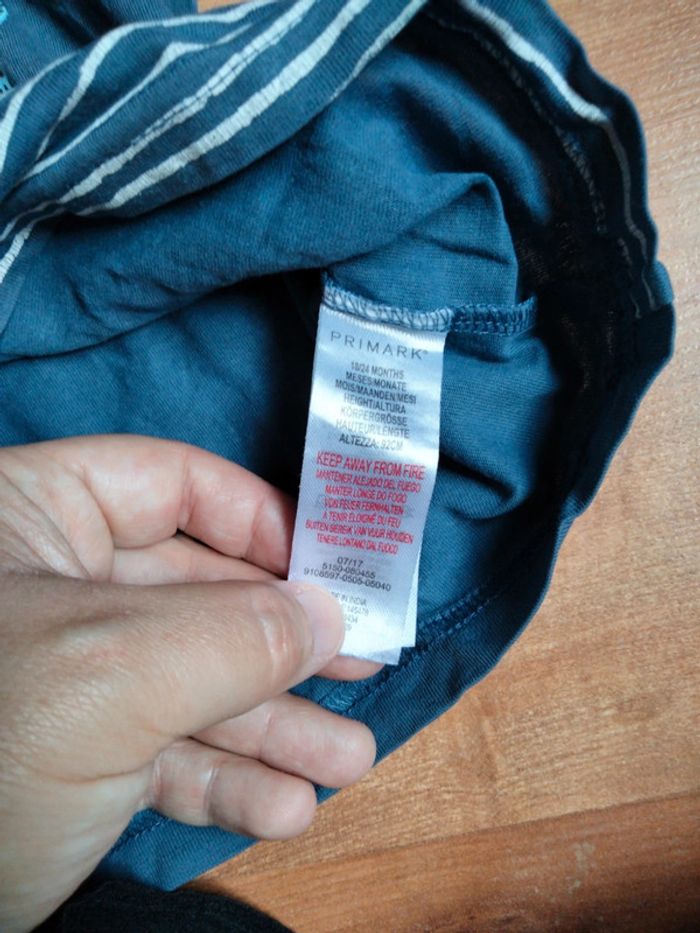 PRIMARK®
18/24 MONTHS
MESES/MONATE
MOIS/MAANDEN/MESI
HEIGHT/ALTURA
KÖRPERGRÖSSE
HAUTEUR/LENGTE
ALTEZZA: 92CM
KEEP AWAY FROM FIRE
MANTENER ALEJADO DEL FUEGO
MANTER LONGE DO FOGO
VON FEUER FERNHALTEN
A TENIR ÉLOIGNÉ DU FEU
BUITEN BEREIK VAN VUUR HOUDEN
TENERE LONTANO DAL FUOCO
07/17
5150-080455
9108597-0505-05040
INDIA